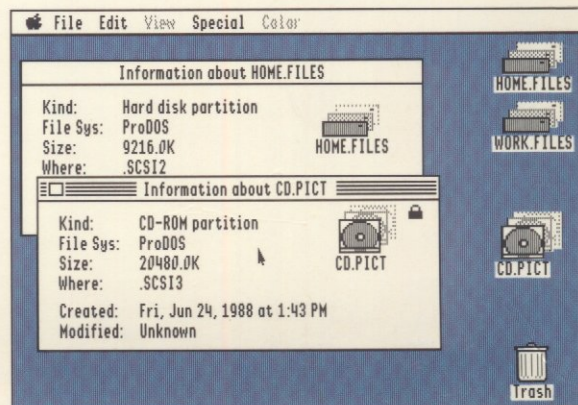 File Edit View Special Color
Information about HOME.FILES
Kind: Hard disk partition
File Sys: ProDOS
Size: 9216.0K
Where: .SCSI2
HOME.FILES
Information about CD.PICT
Kind: CD-ROM partition
File Sys: ProDOS
Size: 20480.0K
Where: .SCSI3
Created: Fri, Jun 24, 1988 at 1:43 PM
Modified: Unknown
CD.PICT
HOME.FILES
WORK.FILES
CD.PICT
Trash